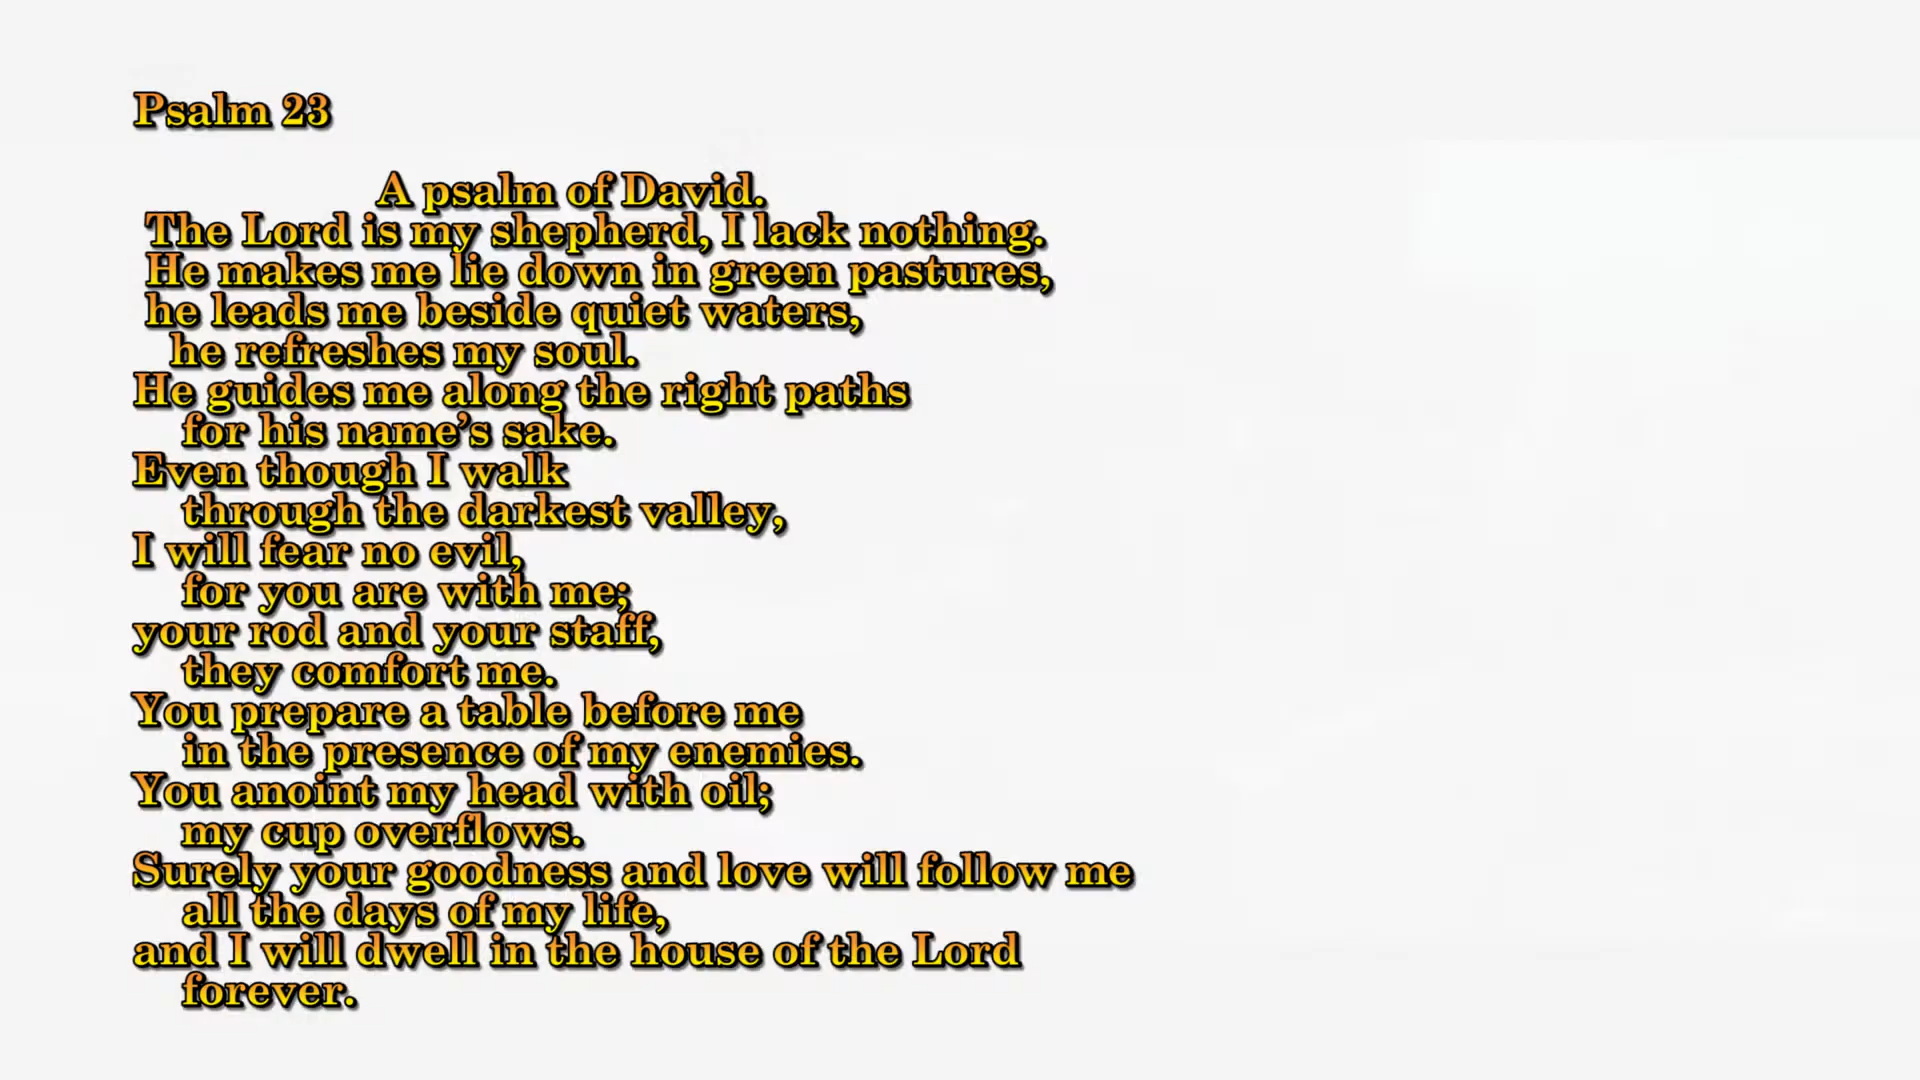 Psalm 23
A psalm of David.
The Lord is my shepherd, I lack nothing.
He makes me lie down in green pastures,
he leads me beside quiet waters,
he refreshes my soul.
He guides me along the right paths
for his name’s sake.
Even though I walk
through the darkest valley,
I will fear no evil,
for you are with me;
your rod and your staff,
they comfort me.
You prepare a table before me
in the presence of my enemies.
You anoint my head with oil;
my cup overflows.
Surely your goodness and love will follow me
all the days of my life,
and I will dwell in the house of the Lord
forever.